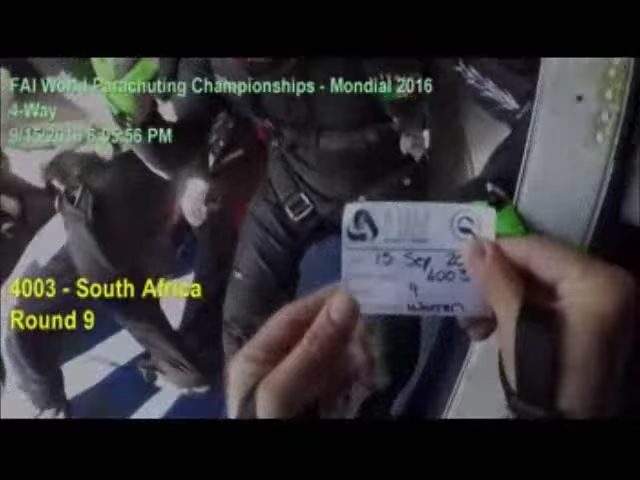 FAI World Parachuting Championships - Mondial 2016
4-Way
9/15/2016 6:05:56 PM
15 Sep 20
4003
4003 - South Africa
9
Round 9
Warren